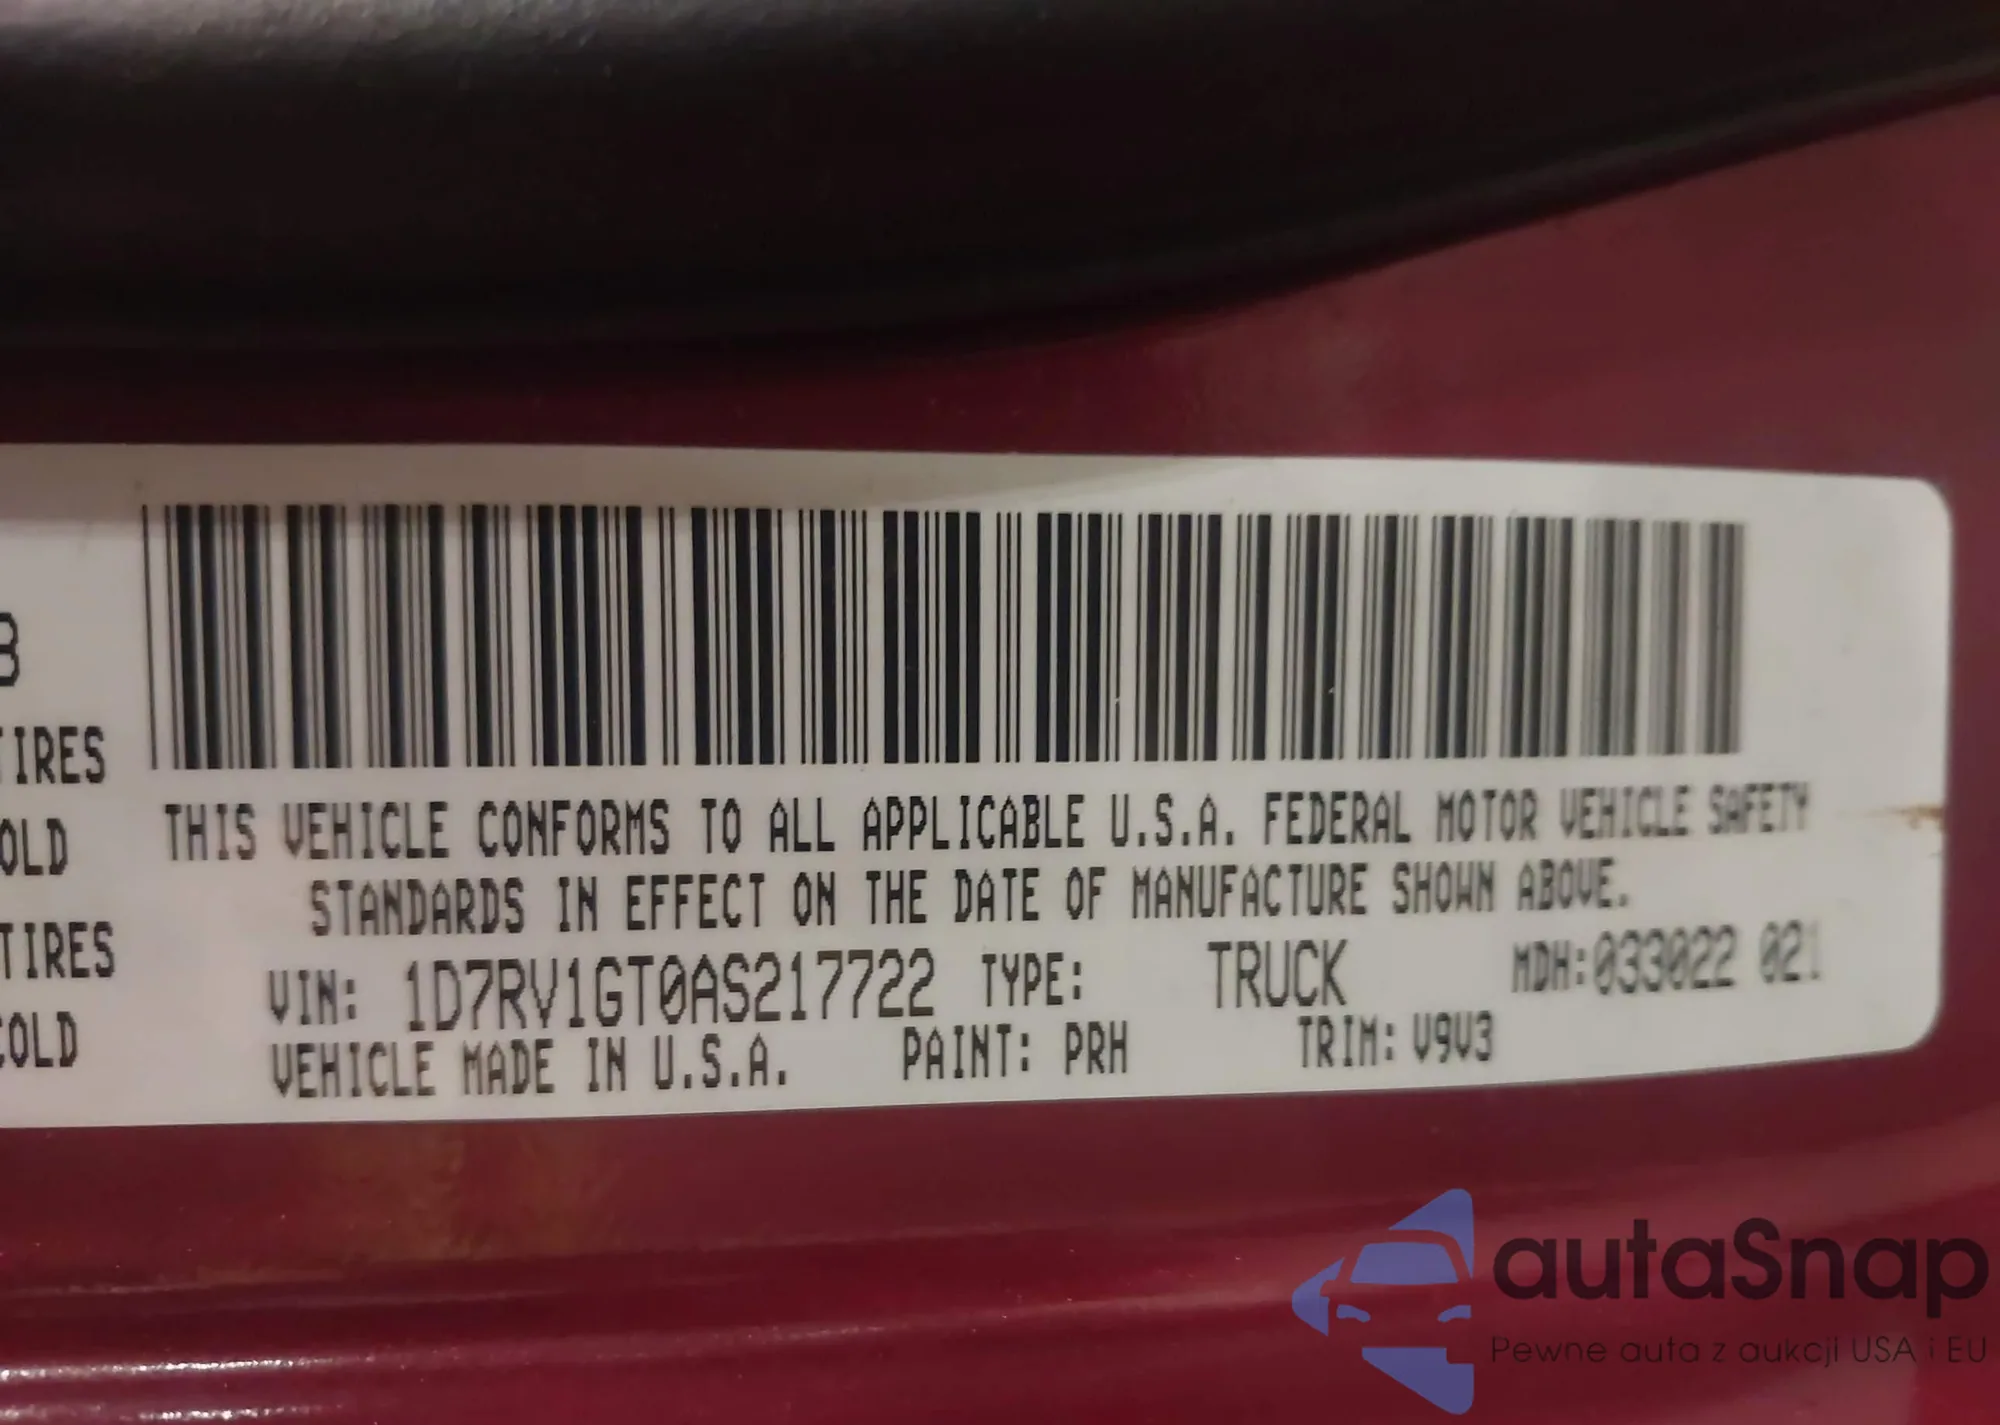 TIRES
OLD
TIRES
COLD
THIS VEHICLE CONFORMS TO ALL APPLICABLE U.S.A. FEDERAL MOTOR VEHICLE SAFETY
STANDARDS IN EFFECT ON THE DATE OF MANUFACTURE SHOWN ABOVE.
VIN: 1D7RV1GT0AS217722 TYPE: TRUCK MDH:033022 021
VEHICLE MADE IN U.S.A. PAINT: PRH TRIM: V9V3
autaSnap
Pewne auta z aukcji USA i EU